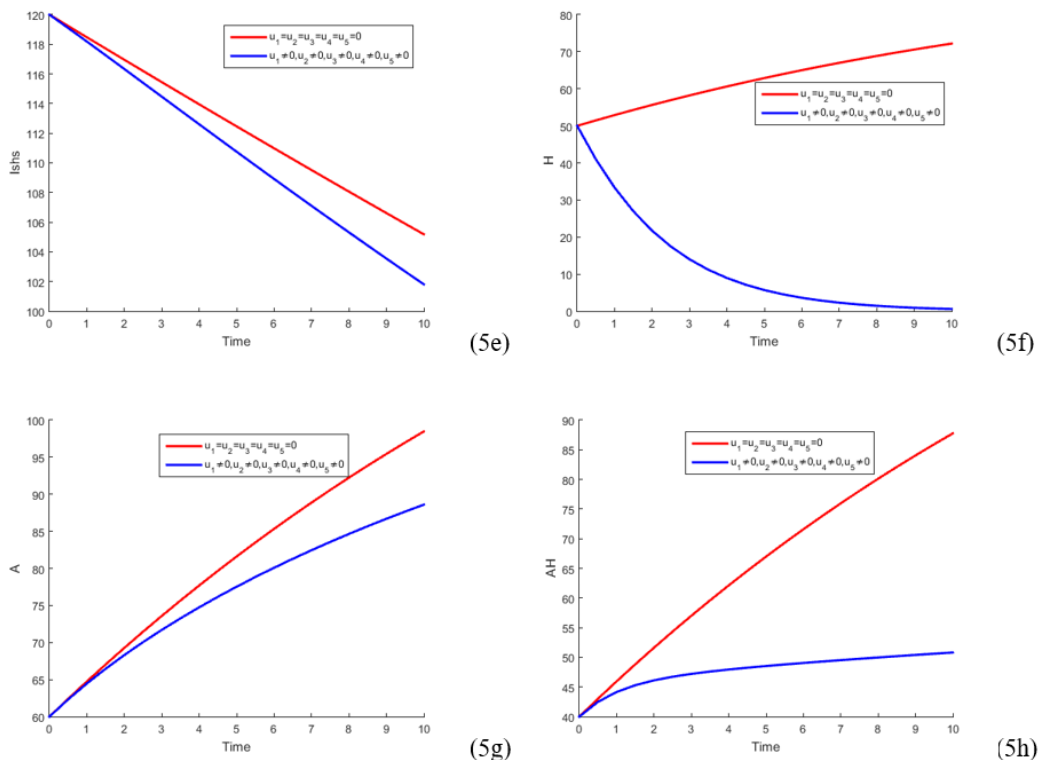 120
118
116
114
112
110
108
106
104
102
100
Ishs
u1=u2=u3=u4=u5=0
u1≠0,u2≠0,u3≠0,u4≠0,u5≠0
0 1 2 3 4 5 6 7 8 9 10
Time
(5e)
80
70
60
50
40
30
20
10
0
H
u1=u2=u3=u4=u5=0
u1≠0,u2≠0,u3≠0,u4≠0,u5≠0
0 1 2 3 4 5 6 7 8 9 10
Time
(5f)
100
95
90
85
80
75
70
65
60
A
u1=u2=u3=u4=u5=0
u1≠0,u2≠0,u3≠0,u4≠0,u5≠0
0 1 2 3 4 5 6 7 8 9 10
Time
(5g)
90
85
80
75
70
65
60
55
50
45
40
AH
u1=u2=u3=u4=u5=0
u1≠0,u2≠0,u3≠0,u4≠0,u5≠0
0 1 2 3 4 5 6 7 8 9 10
Time
(5h)